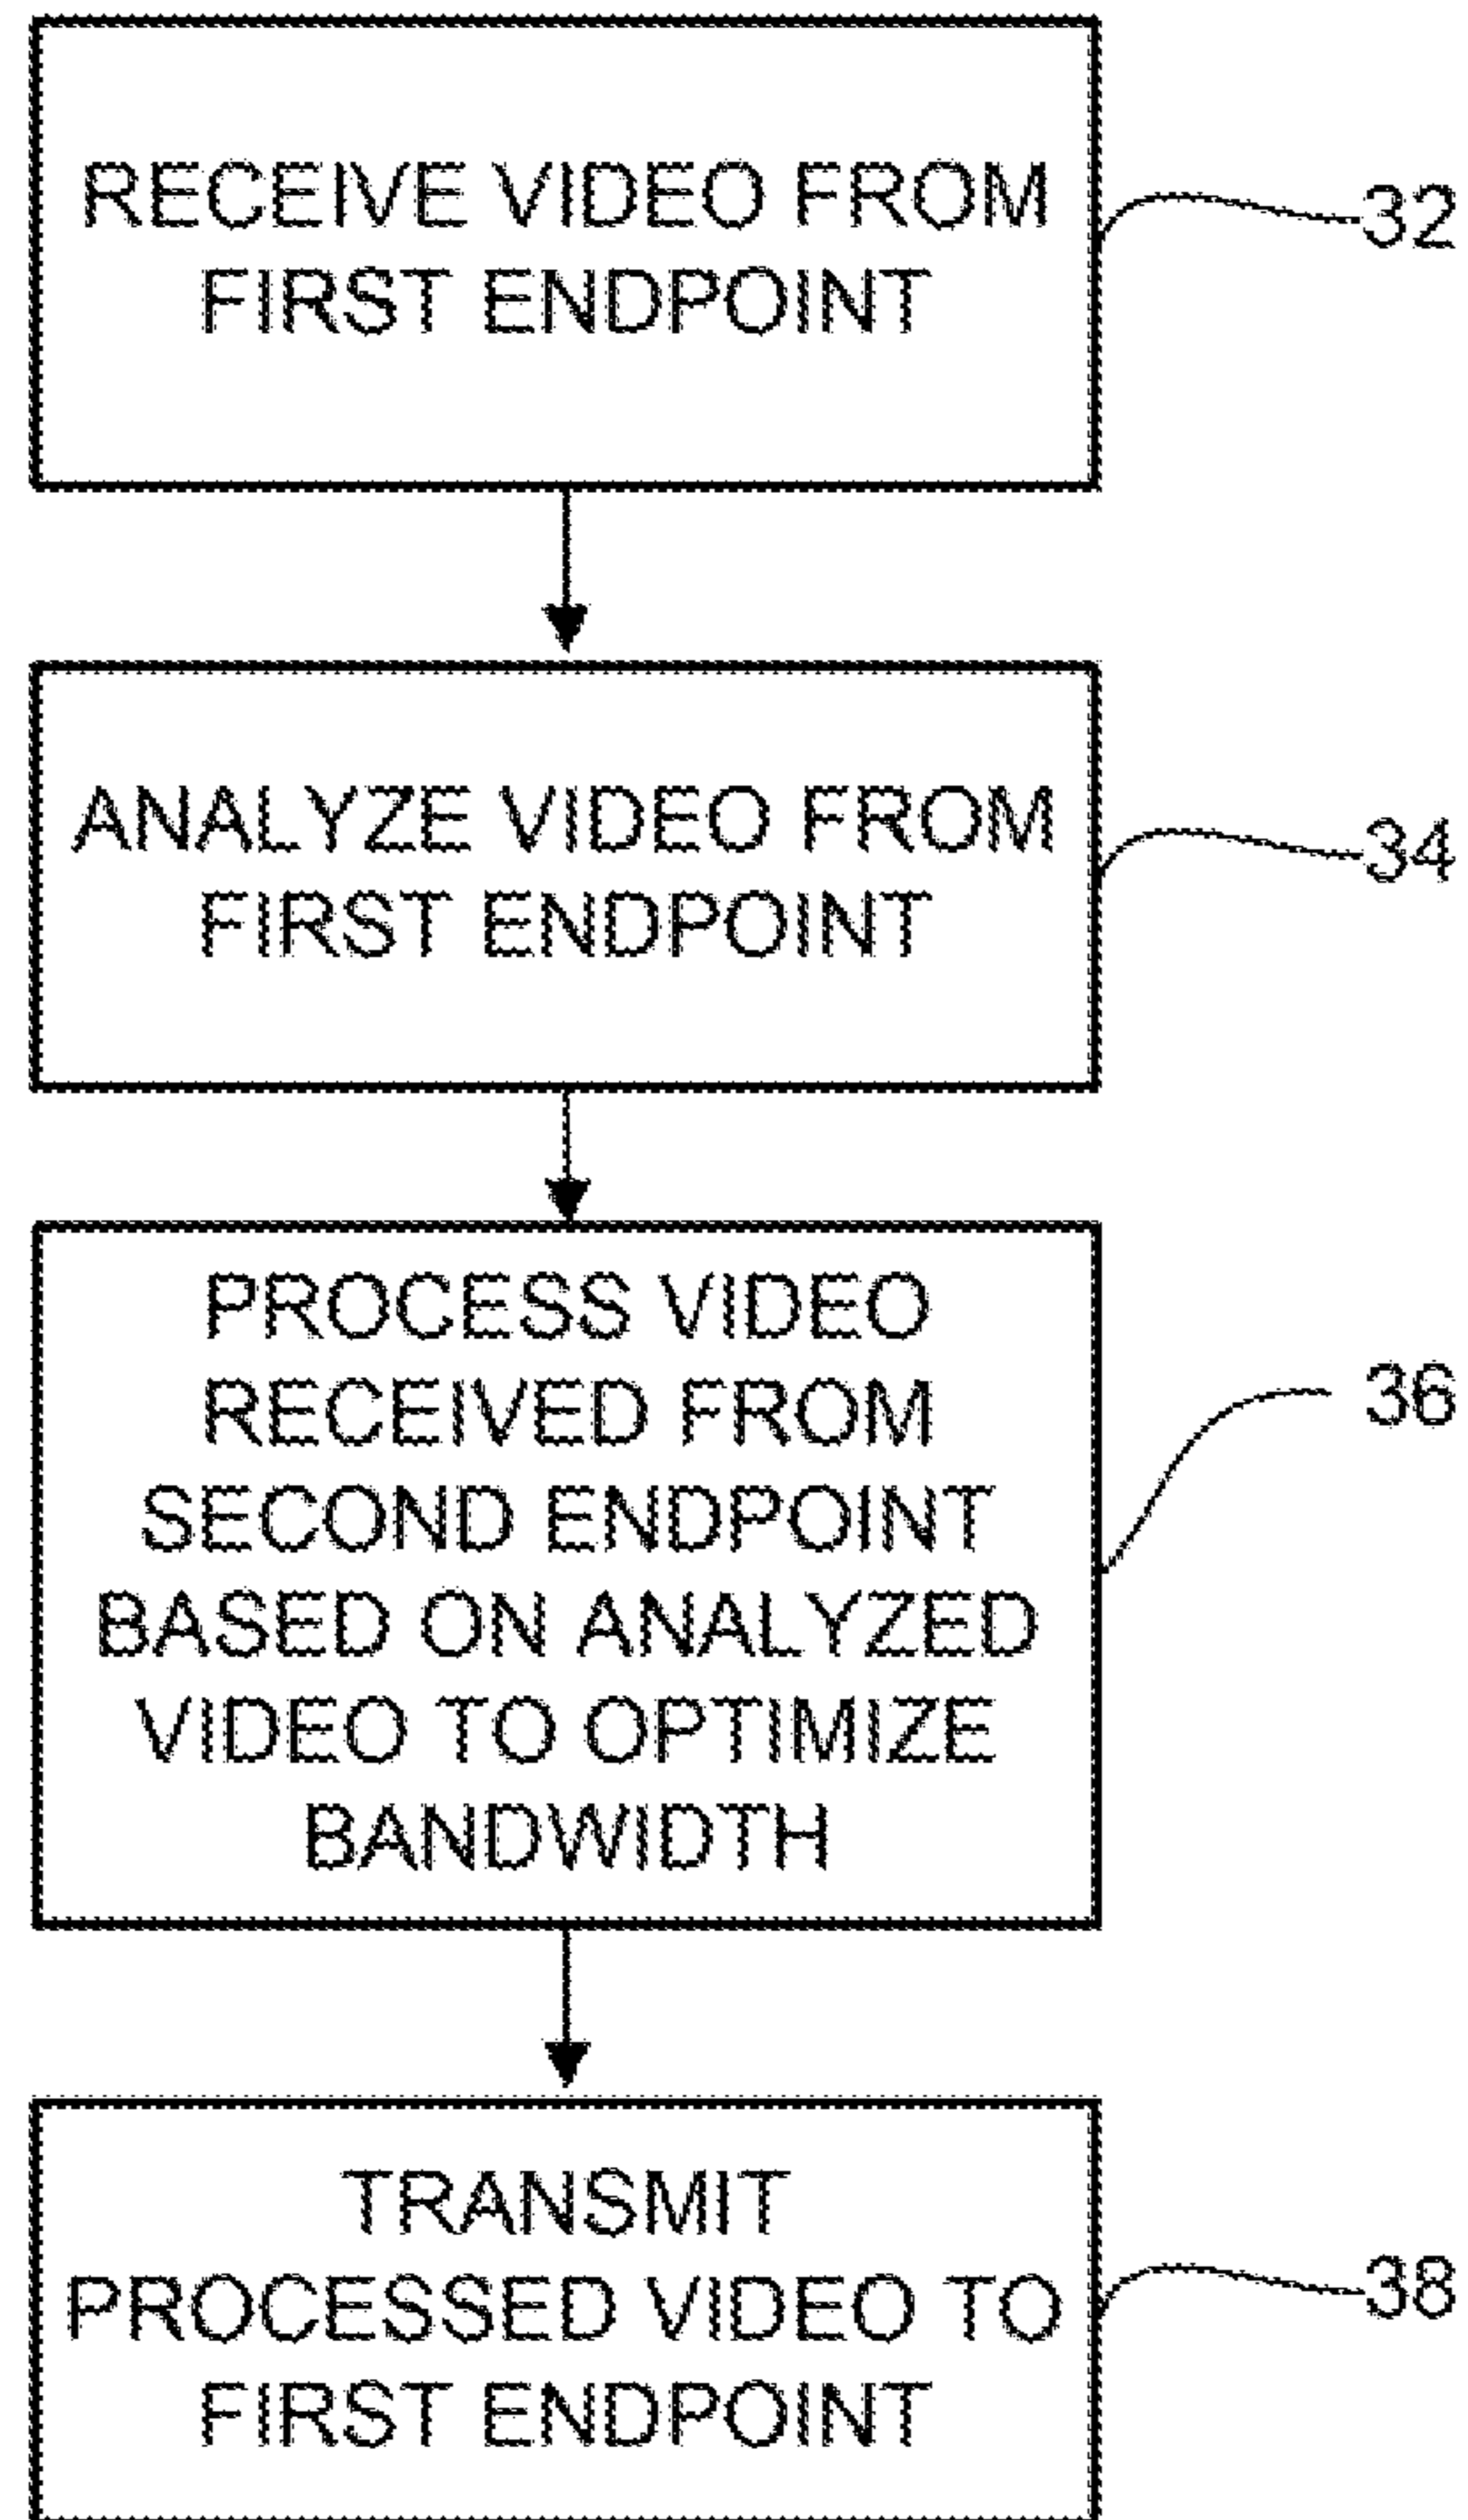 RECEIVE VIDEO FROM
FIRST ENDPOINT
32
ANALYZE VIDEO FROM
FIRST ENDPOINT
34
PROCESS VIDEO
RECEIVED FROM
SECOND ENDPOINT
BASED ON ANALYZED
VIDEO TO OPTIMIZE
BANDWIDTH
36
TRANSMIT
PROCESSED VIDEO TO
FIRST ENDPOINT
38